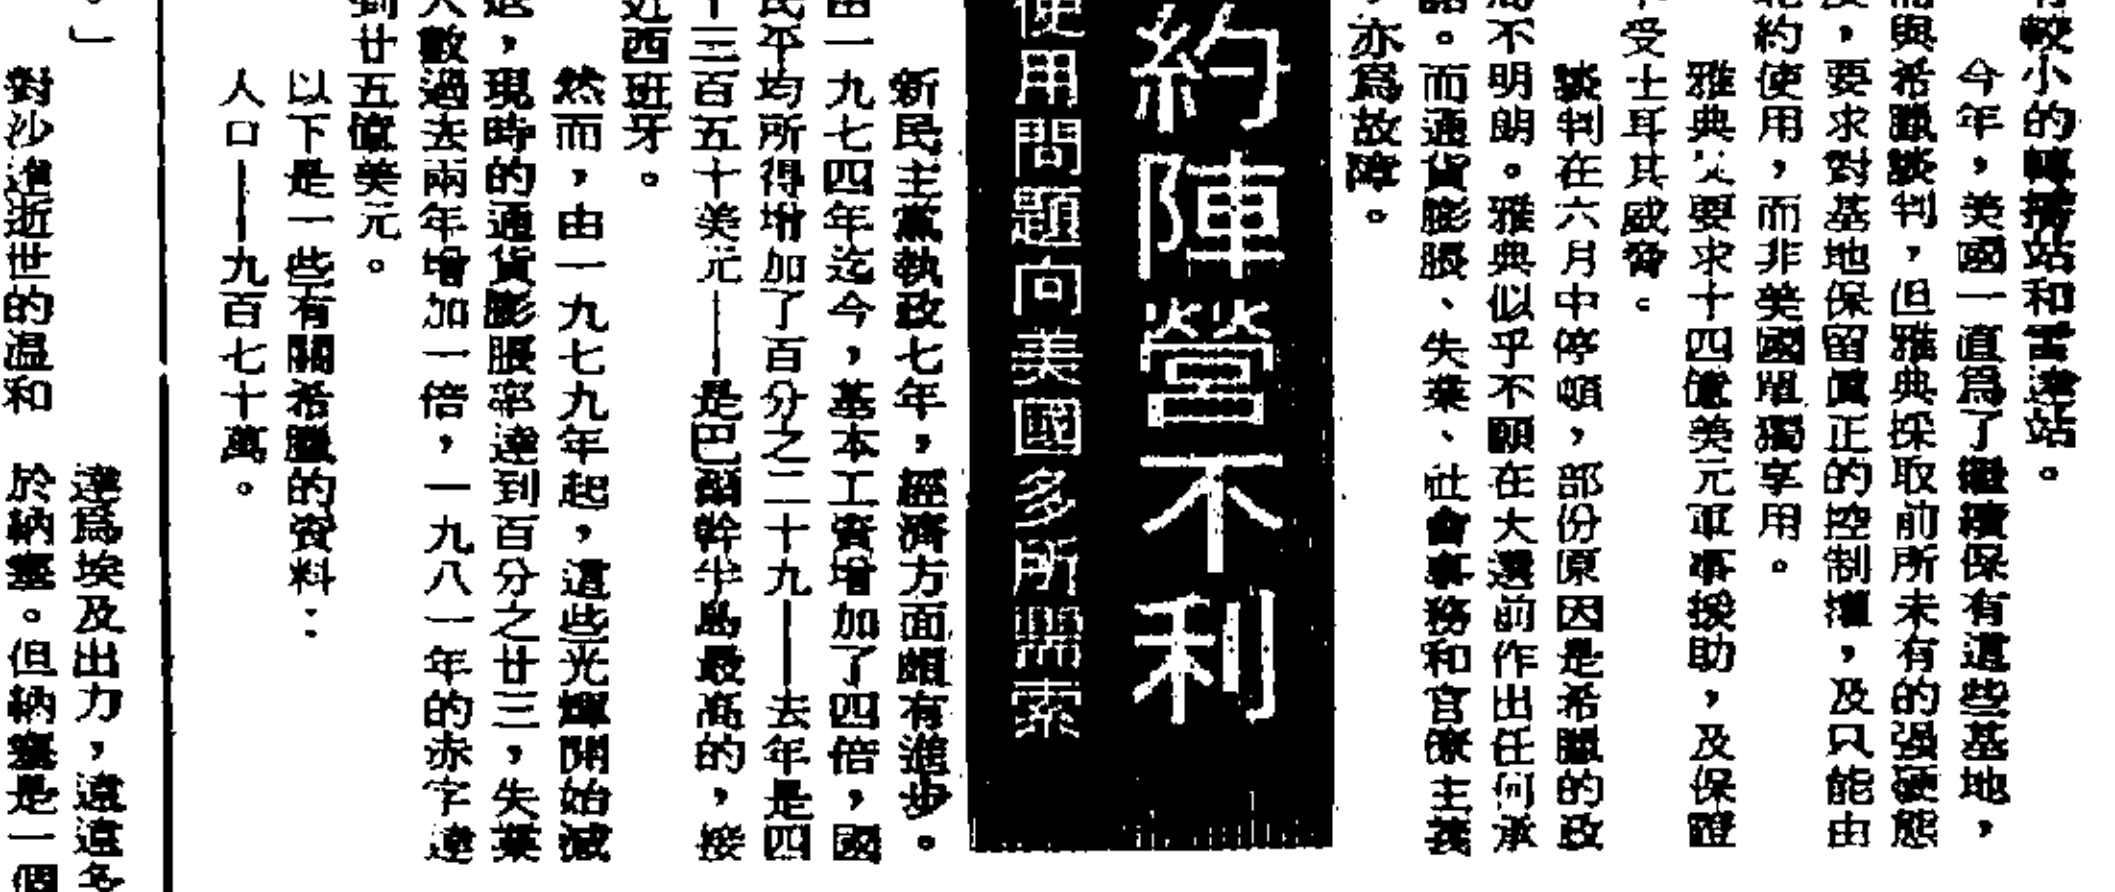 有較小的轉播站和雷達站。
今年，美國一直爲了繼續保有這些基地，
而與希臘談判，但雅典採取前所未有的强硬態
度，要求對基地保留眞正的控制權，及只能由
北約使用，而非美國單獨享用。
雅典又要求十四億美元軍事援助，及保證
不受土耳其威脅。
談判在六月中停頓，部份原因是希臘的政
局不明朗。雅典似乎不願在大選前作出任何承
諾。而通貨膨脹、失業、社會事務和官僚主義
，亦爲故障。
約陣營不利
使用問題向美國多所需索
新民主黨執政七年，經濟方面頗有進步。
由一九七四年迄今，基本工資增加了四倍，國
民平均所得增加了百分之二十九——去年是四
千三百五十美元——是巴爾幹半島最高的，接
近西班牙。
然而，由一九七九年起，這些光輝開始減
退，現時的通貨膨脹率達到百分之廿三，失業
人數過去兩年增加一倍，一九八一年的赤字達
到廿五億美元。
以下是一些有關希臘的資料：
人口——九百七十萬。
。」
達爲埃及出力，遠遠多
對沙達逝世的溫和
於納塞。但納塞是一個